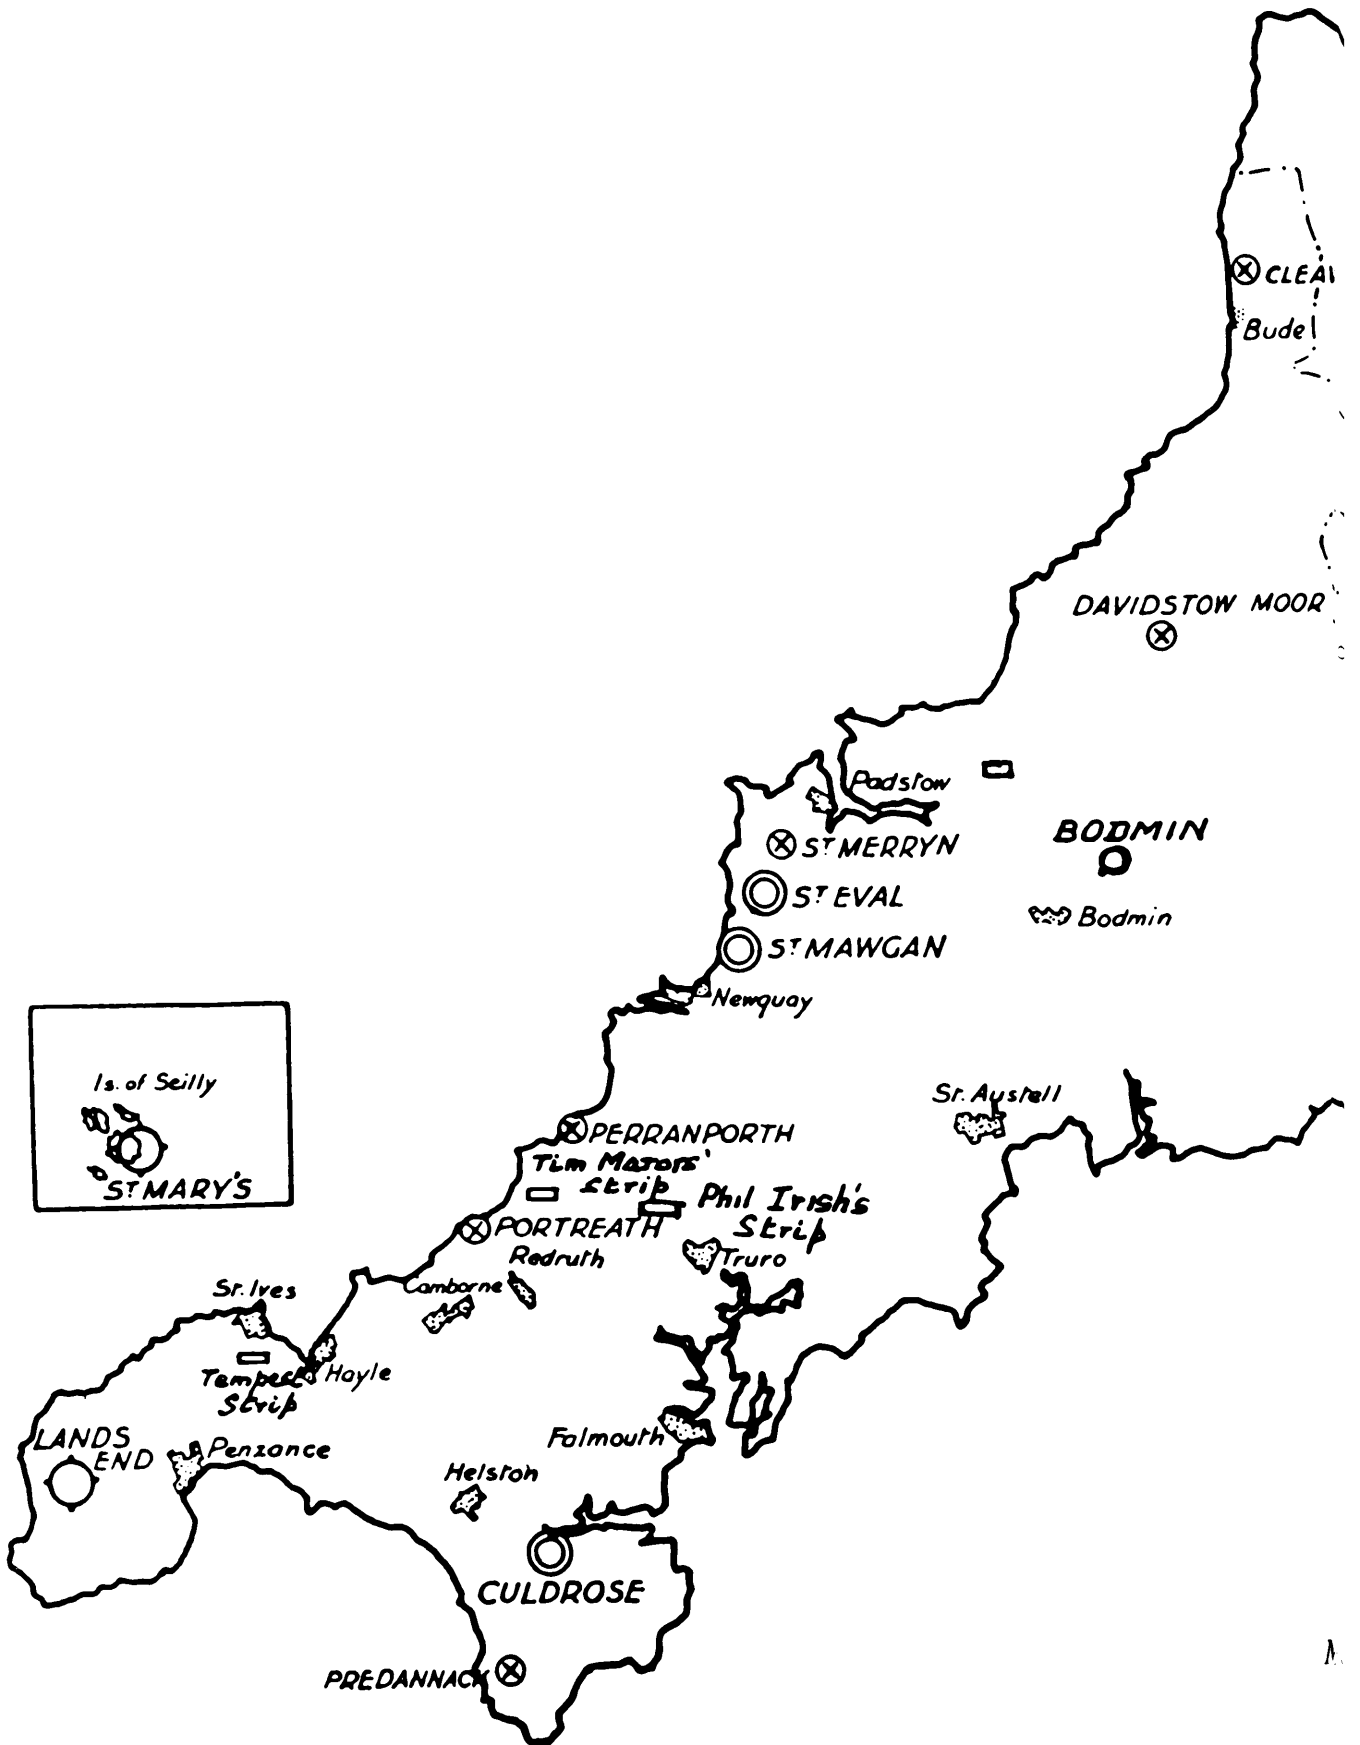 CLEA
Bude
DAVIDSTOW MOOR
Padstow
BODMIN
ST MERRYN
ST EVAL
Bodmin
ST MAWGAN
Newquay
Is. of Scilly
ST MARY'S
St. Austell
PERRANPORTH
Tim Mators'
Strip
Phil Irish's
Strip
PORTREATH
Redruth
Truro
Camborne
St. Ives
Hayle
Tempest
Strip
LANDS
END
Penzance
Falmouth
Helston
CULDROSE
PREDANNACK